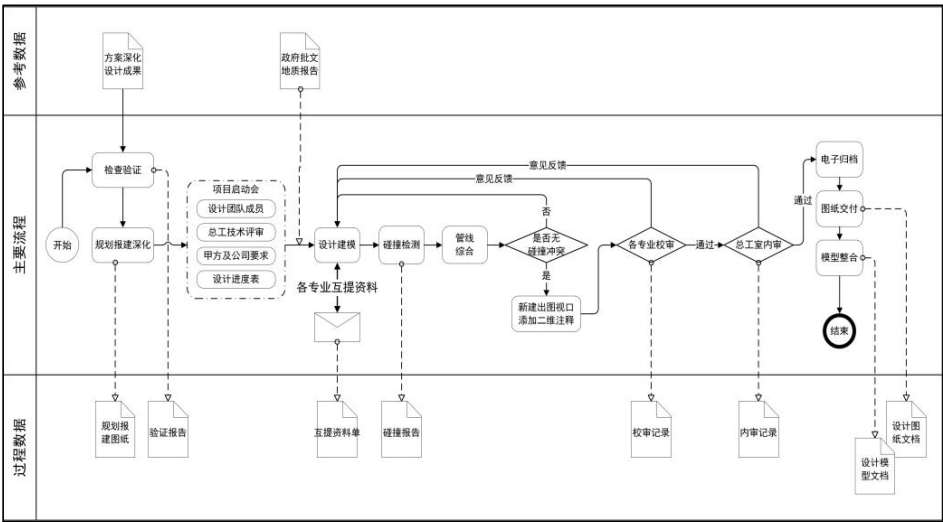 参考数据
方案深化
设计成果
政府批文
地质报告
主要流程
开始
检查验证
规划报建深化
项目启动会
设计团队成员
总工技术评审
甲方及公司要求
设计进度表
设计建模
各专业互提资料
碰撞检测
管线
综合
是否无
碰撞冲突
否
是
新建出图视口
添加二维注释
意见反馈
意见反馈
各专业校审
通过
总工室内审
通过
电子归档
图纸交付
模型整合
结束
过程数据
规划报
建图纸
验证报告
互提资料单
碰撞报告
校审记录
内审记录
设计模
型文档
设计图
纸文档